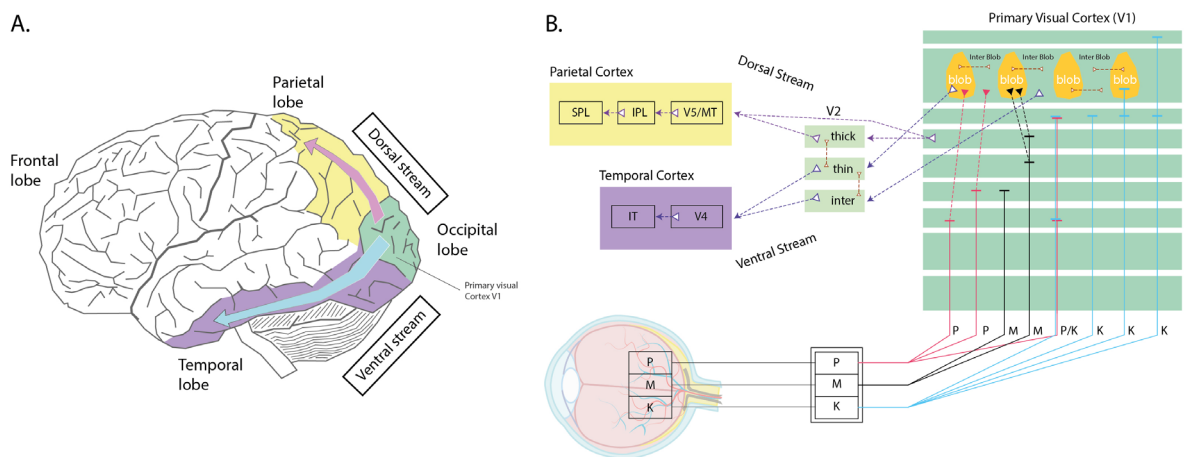 A.
Parietal
lobe
Frontal
lobe
Dorsal stream
Occipital
lobe
Primary visual
Cortex V1
Ventral stream
Temporal
lobe
B.
Primary Visual Cortex (V1)
Inter Blob
Inter Blob
Inter Blob
blob
blob
blob
blob
Dorsal Stream
Parietal Cortex
SPL
IPL
V5/MT
V2
thick
thin
inter
Temporal Cortex
IT
V4
Ventral Stream
P
P
M
M
P/K
K
K
K
P
M
K
P
M
K